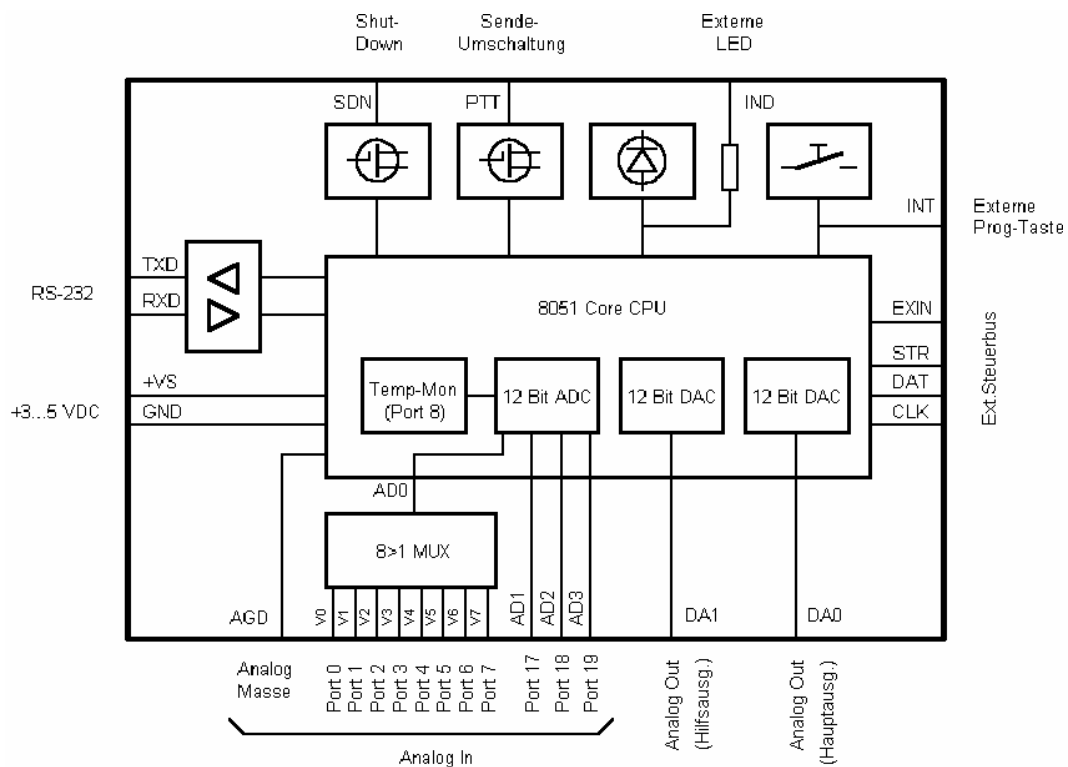 Shut-
Down
Sende-
Umschaltung
Externe
LED
SDN
PTT
IND
INT
Externe
Prog-Taste
TXD
RXD
RS-232
8051 Core CPU
EXIN
STR
DAT
CLK
Ext.Steuerbus
+VS
GND
+3...5 VDC
Temp-Mon
(Port 8)
12 Bit ADC
12 Bit DAC
12 Bit DAC
AD0
8>1 MUX
AGD
V0
V1
V2
V3
V4
V5
V6
V7
AD1
AD2
AD3
DA1
DA0
Analog
Masse
Port 0
Port 1
Port 2
Port 3
Port 4
Port 5
Port 6
Port 7
Port 17
Port 18
Port 19
Analog Out
(Hilfsausg.)
Analog Out
(Hauptausg.)
Analog In